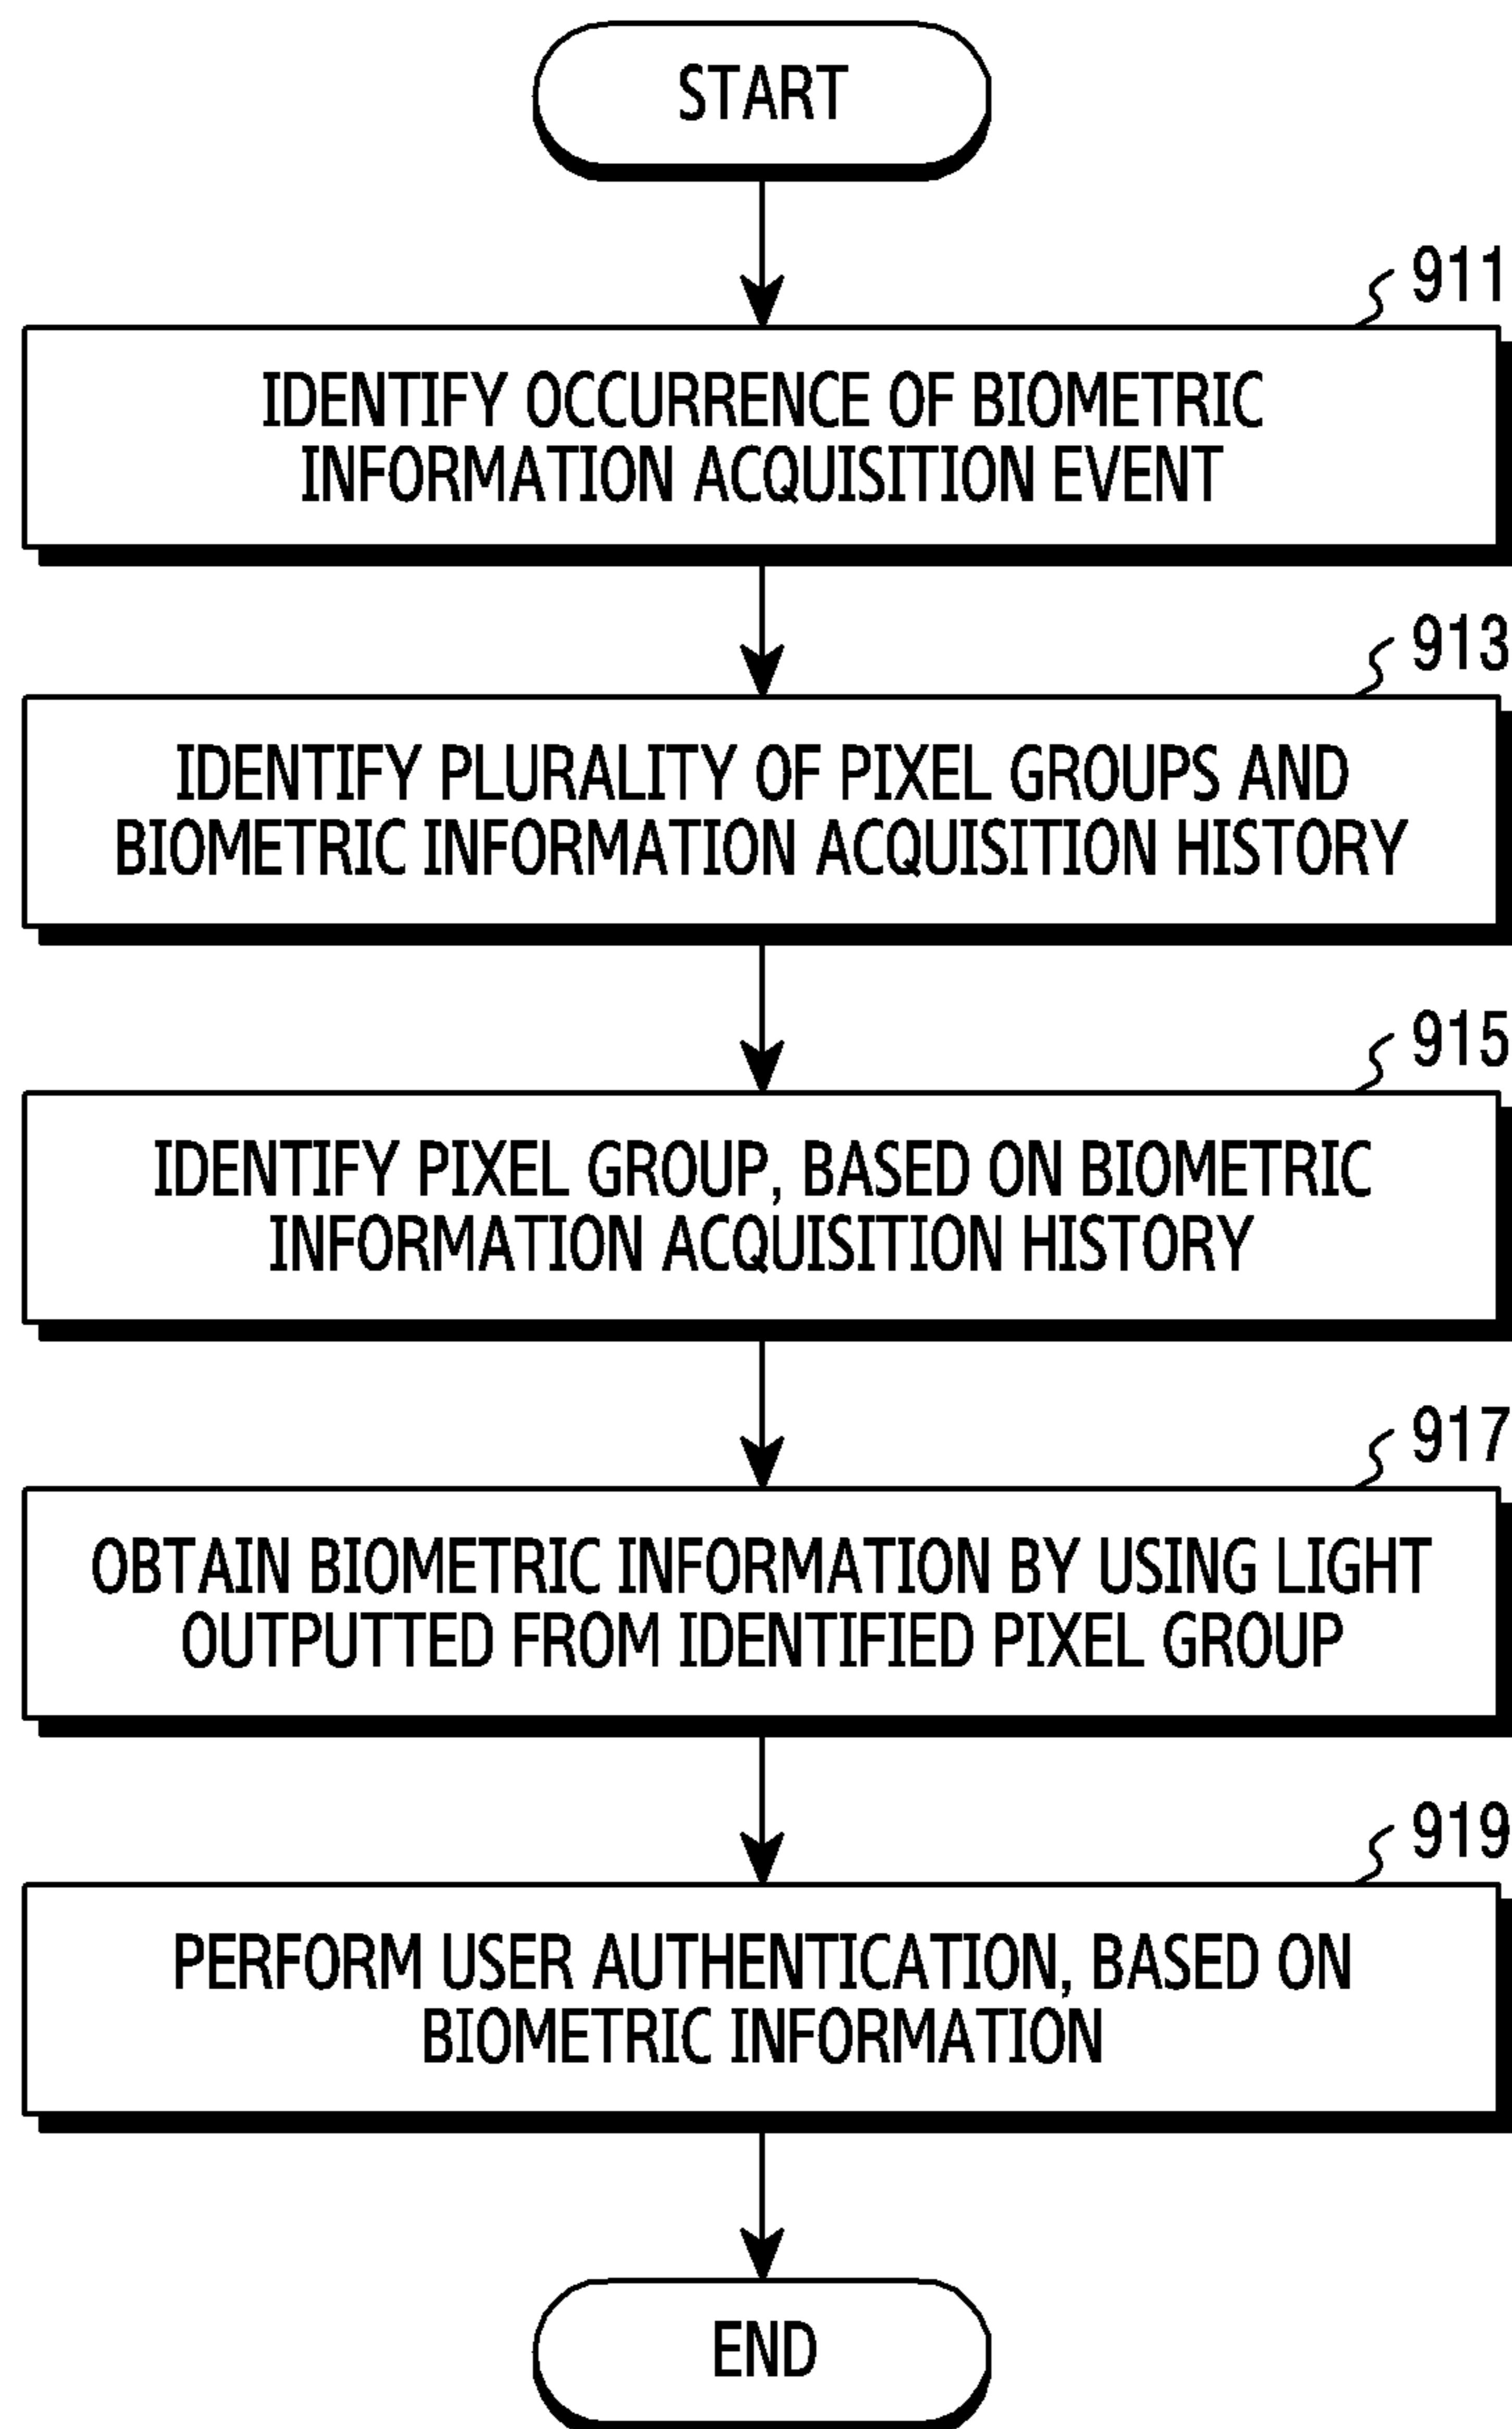 START
911
IDENTIFY OCCURRENCE OF BIOMETRIC
INFORMATION ACQUISITION EVENT
913
IDENTIFY PLURALITY OF PIXEL GROUPS AND
BIOMETRIC INFORMATION ACQUISITION HISTORY
915
IDENTIFY PIXEL GROUP, BASED ON BIOMETRIC
INFORMATION ACQUISITION HISTORY
917
OBTAIN BIOMETRIC INFORMATION BY USING LIGHT
OUTPUTTED FROM IDENTIFIED PIXEL GROUP
919
PERFORM USER AUTHENTICATION, BASED ON
BIOMETRIC INFORMATION
END